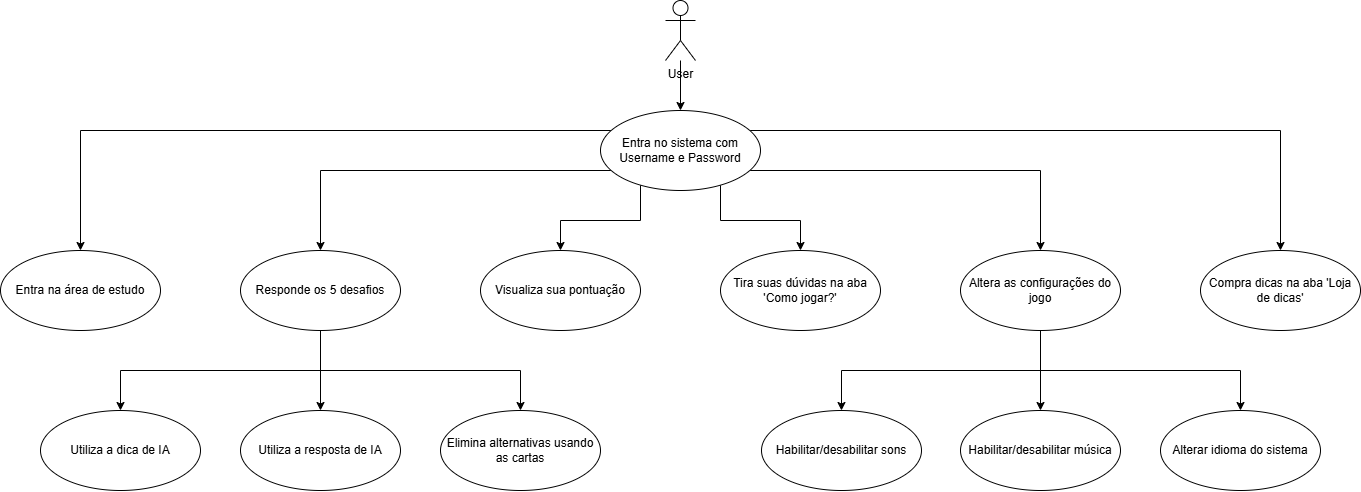 User
Entra no sistema com
Username e Password
Entra na área de estudo
Responde os 5 desafios
Visualiza sua pontuação
Tira suas dúvidas na aba
'Como jogar?'
Altera as configurações do
jogo
Compra dicas na aba 'Loja
de dicas'
Utiliza a dica de IA
Utiliza a resposta de IA
Elimina alternativas usando
as cartas
Habilitar/desabilitar sons
Habilitar/desabilitar música
Alterar idioma do sistema